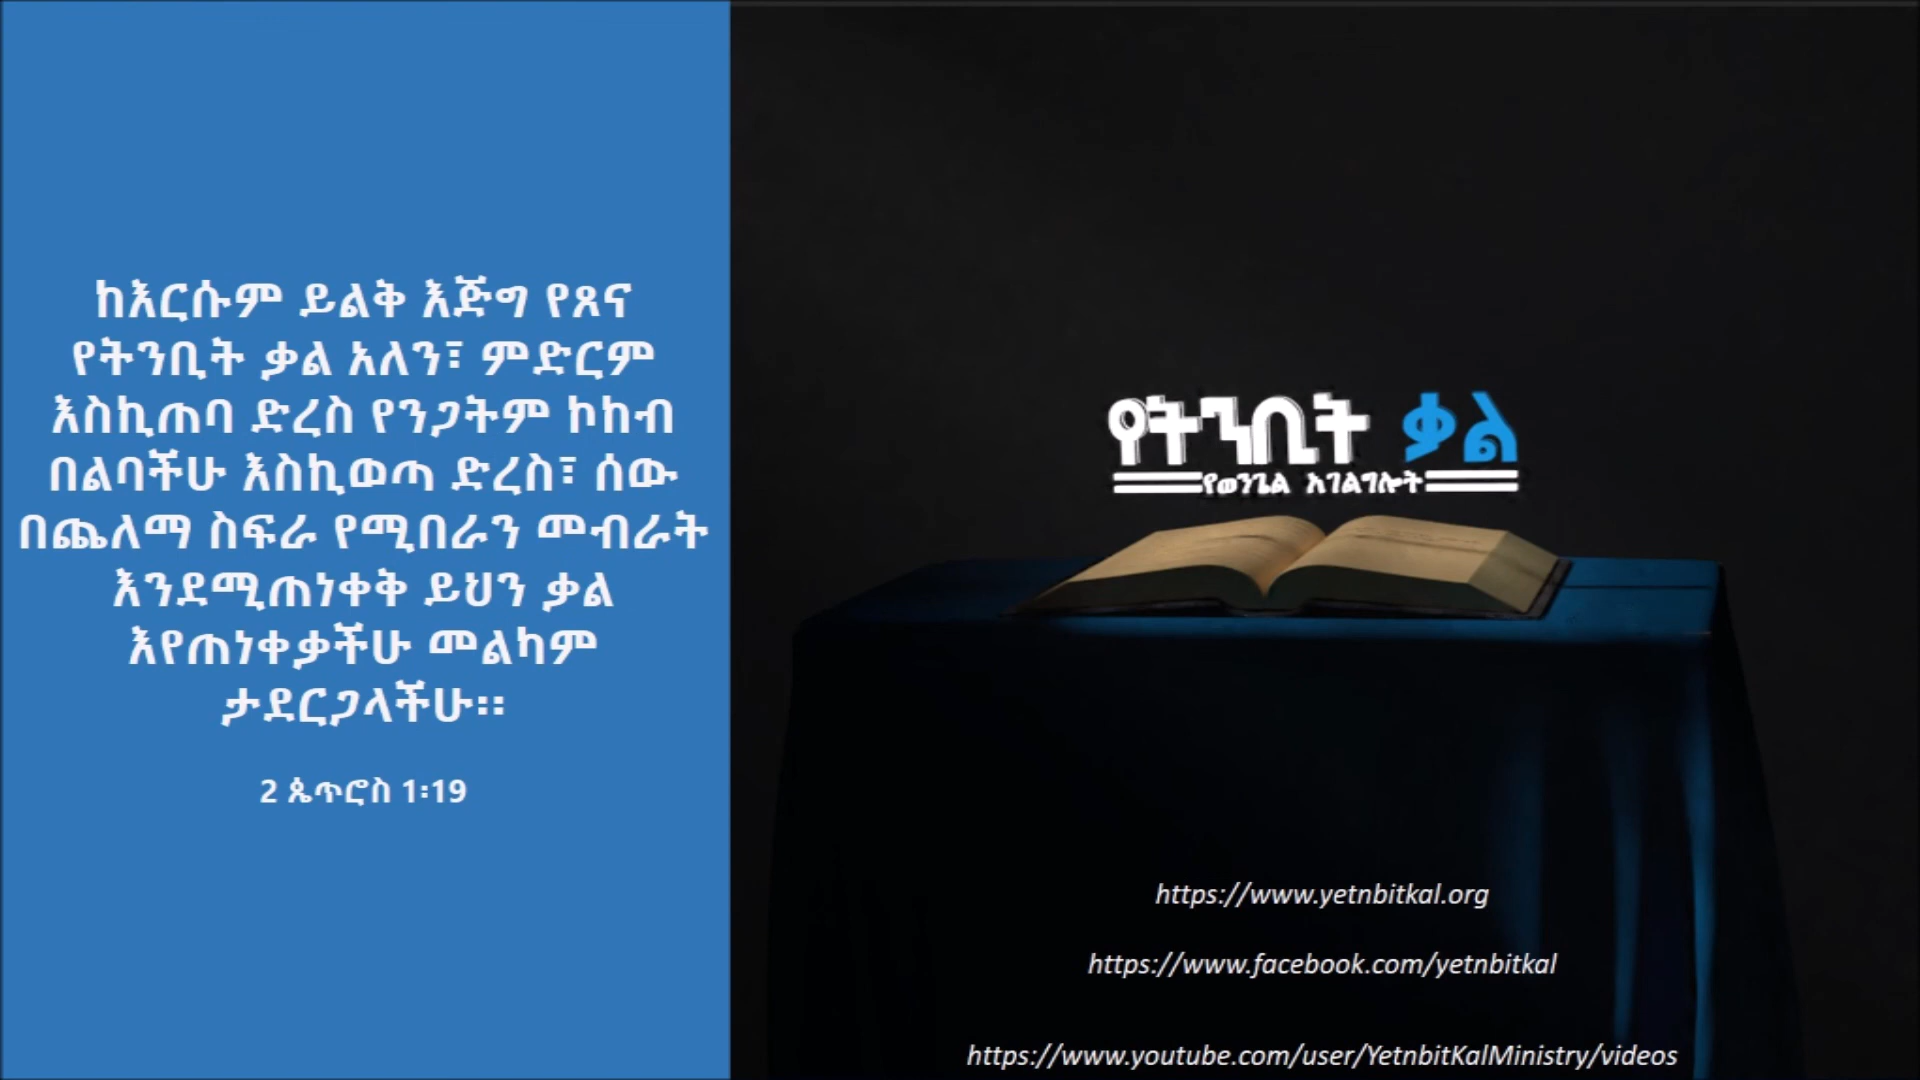 ከእርሱም ይልቅ እጅግ የጸና
የትንቢት ቃል አለን፣ ምድርም
እስኪጠባ ድረስ የንጋትም ኮከብ
በልባችሁ እስኪወጣ ድረስ፣ ሰው
በጨለማ ስፍራ የሚበራን መብራት
እንደሚጠነቀቅ ይህን ቃል
እየጠነቀቃችሁ መልካም
ታደርጋላችሁ፡፡
2 ጴጥሮስ 1፡19
የትንቢት ቃል
የወንጌል አገልግሎት
https://www.yetnbitkal.org
https://www.facebook.com/yetnbitkal
https://www.youtube.com/user/YetnbitKalMinistry/videos